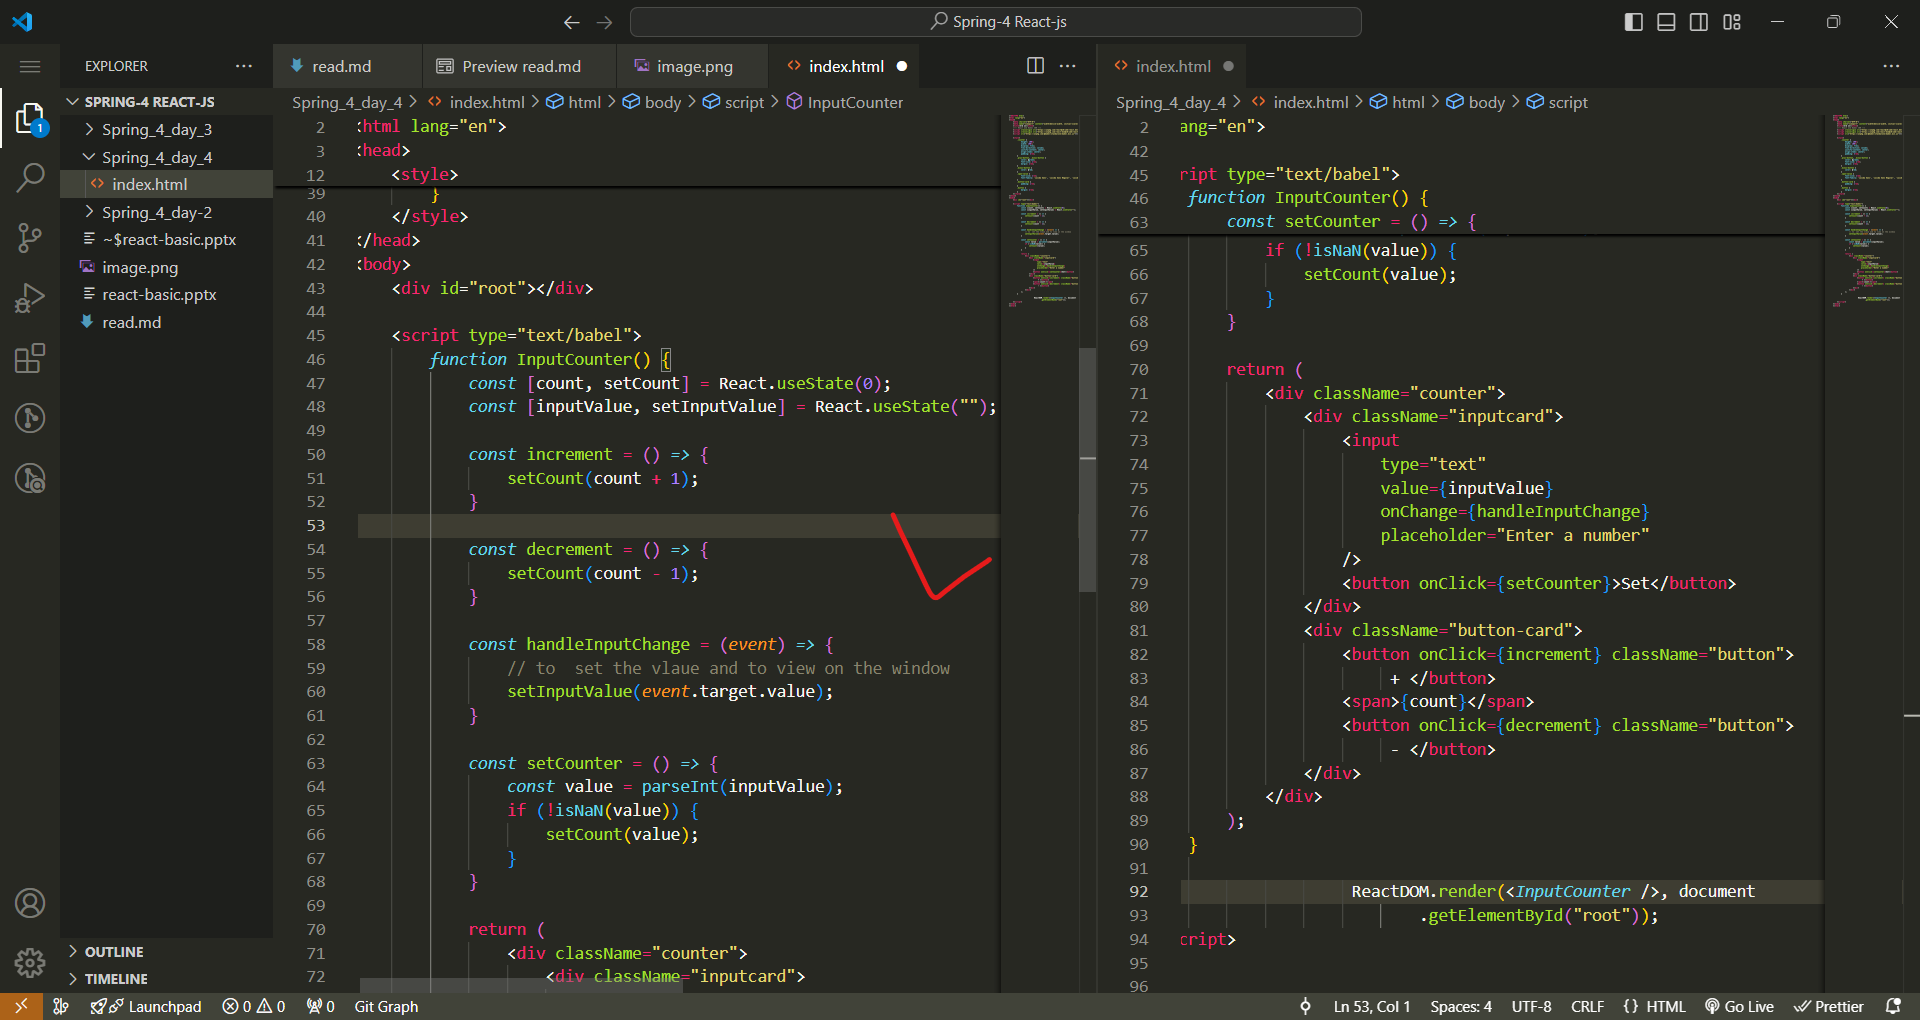 Spring-4 React-js
EXPLORER
SPRING-4 REACT-JS
Spring_4_day_3
Spring_4_day_4
index.html
Spring_4_day-2
~$react-basic.pptx
image.png
react-basic.pptx
read.md
OUTLINE
TIMELINE
1
read.md
Preview read.md
image.png
index.html
Spring_4_day_4 > index.html > html > body > script > InputCounter
2 <html lang="en">
3 <head>
12 <style>
39 }
40 </style>
41 </head>
42 <body>
43 <div id="root"></div>
44
45 <script type="text/babel">
46 function InputCounter() {
47 const [count, setCount] = React.useState(0);
48 const [inputValue, setInputValue] = React.useState("");
49
50 const increment = () => {
51 setCount(count + 1);
52 }
53
54 const decrement = () => {
55 setCount(count - 1);
56 }
57
58 const handleInputChange = (event) => {
59 // to  set the vlaue and to view on the window
60 setInputValue(event.target.value);
61 }
62
63 const setCounter = () => {
64 const value = parseInt(inputValue);
65 if (!isNaN(value)) {
66 setCount(value);
67 }
68 }
69
70 return (
71 <div className="counter">
72 <div className="inputcard">
index.html
Spring_4_day_4 > index.html > html > body > script
2 ang="en">
42
45 ript type="text/babel">
46 function InputCounter() {
63 const setCounter = () => {
65 if (!isNaN(value)) {
66 setCount(value);
67 }
68 }
69
70 return (
71 <div className="counter">
72 <div className="inputcard">
73 <input
74 type="text"
75 value={inputValue}
76 onChange={handleInputChange}
77 placeholder="Enter a number"
78 />
79 <button onClick={setCounter}>Set</button>
80 </div>
81 <div className="button-card">
82 <button onClick={increment} className="button">
83 + </button>
84 <span>{count}</span>
85 <button onClick={decrement} className="button">
86 - </button>
87 </div>
88 </div>
89 );
90 }
91
92 ReactDOM.render(<InputCounter />, document
93 .getElementById("root"));
94 cript>
95
96
Launchpad 0 0 0 Git Graph
Ln 53, Col 1 Spaces: 4 UTF-8 CRLF {} HTML Go Live Prettier